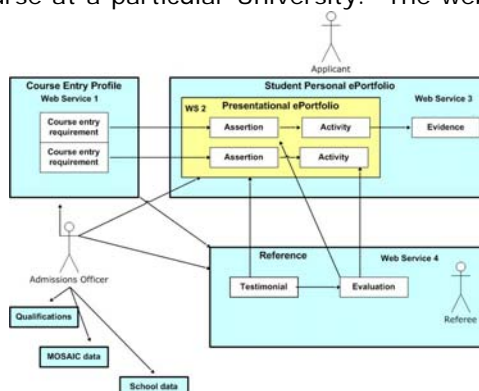 urse at a particular University. The we
Applicant
Course Entry Profile
Web Service 1
Course entry
requirement
Course entry
requirement
Student Personal ePortfolio
WS 2
Presentational ePortfolio
Web Service 3
Assertion
Activity
Evidence
Assertion
Activity
Admissions Officer
Reference
Web Service 4
Testimonial
Evaluation
Referee
Qualifications
MOSAIC data
School data